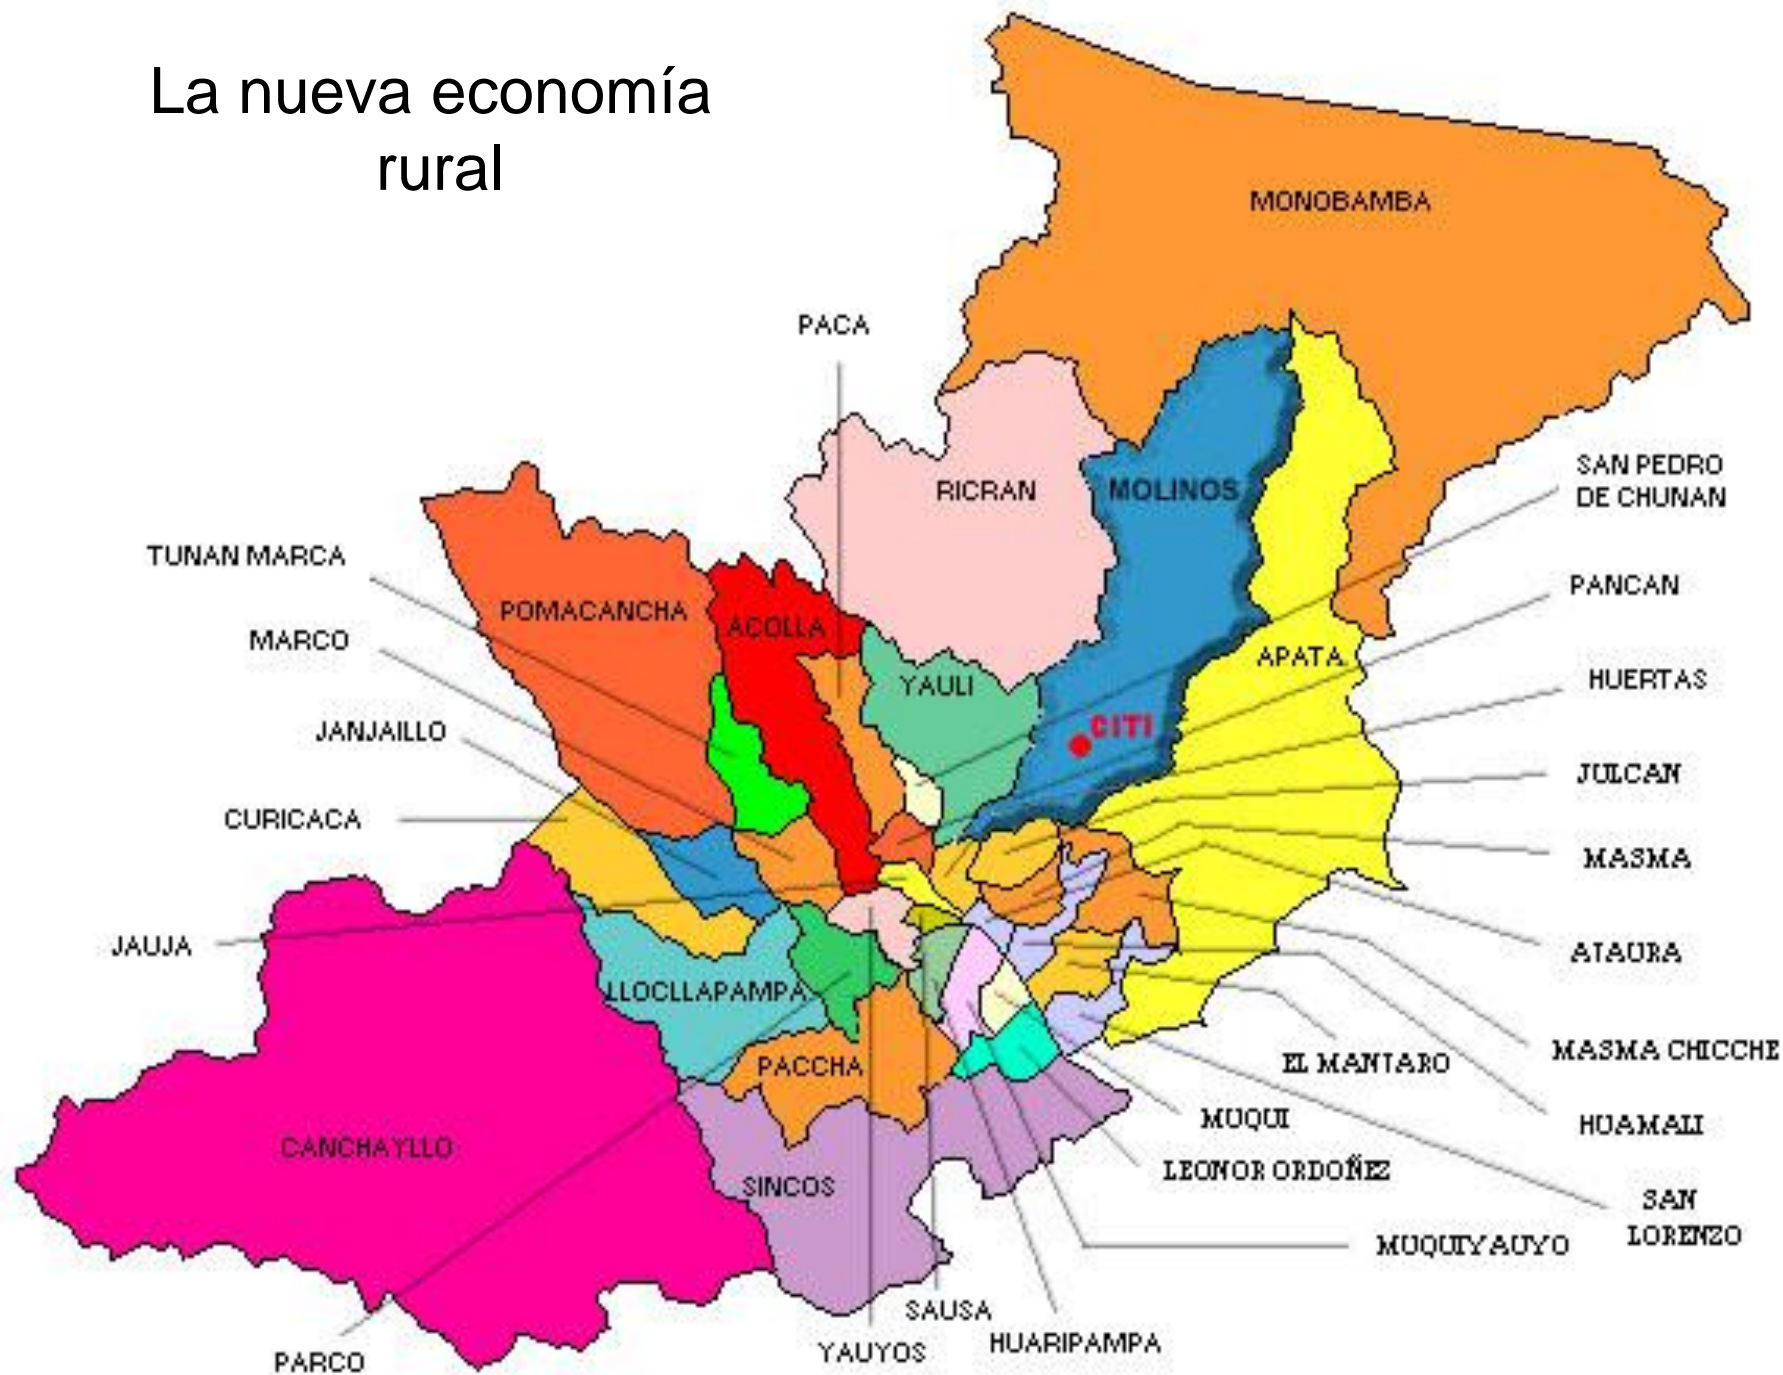 La nueva economía
rural
MONOBAMBA
PACA
SAN PEDRO
DE CHUNAN
RICRAN
MOLINOS
TUNAN MARCA
PANCAN
POMACANCHA
ACOLLA
MARCO
APATA
YAULI
HUERTAS
CITI
JANJAILLO
JULCAN
CURICACA
MASMA
JAUJA
ATAURA
LLOCLLAPAMPA
MASMA CHICCHE
EL MANTARO
PACCHA
MUQUI
HUAMALI
CANCHAYLLO
LEONOR ORDOÑEZ
SINCOS
SAN
LORENZO
MUQUIYAUYO
SAUSA
HUARIPAMPA
YAUYOS
PARCO